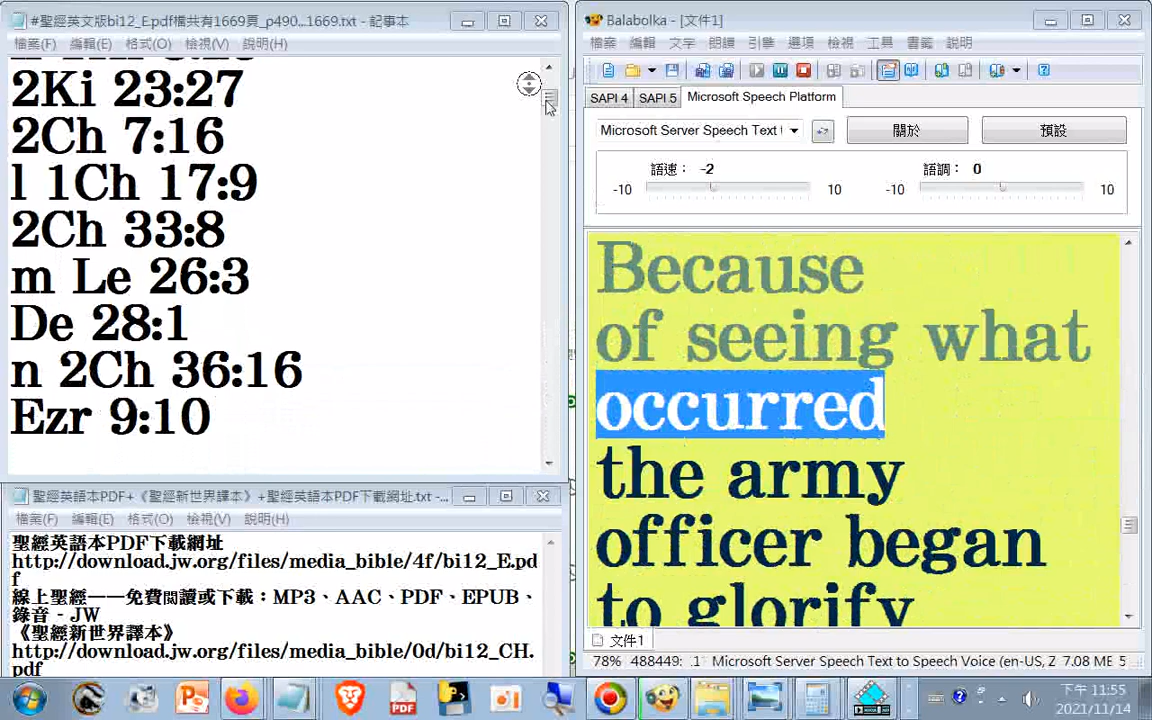 #聖經英文版bi12_E.pdf檔共有1669頁_p490...1669.txt - 記事本
檔案(F) 編輯(E) 格式(O) 檢視(V) 說明(H)
2Ki 23:27
2Ch 7:16
l 1Ch 17:9
2Ch 33:8
m Le 26:3
De 28:1
n 2Ch 36:16
Ezr 9:10
聖經英語本PDF+《聖經新世界譯本》+聖經英語本PDF下載網址.txt -...
檔案(F) 編輯(E) 格式(O) 檢視(V) 說明(H)
聖經英語本PDF下載網址
http://download.jw.org/files/media_bible/4f/bi12_E.pd
f
線上聖經——免費閱讀或下載：MP3、AAC、PDF、EPUB、
錄音 - JW
《聖經新世界譯本》
http://download.jw.org/files/media_bible/0d/bi12_CH.
pdf
Balabolka - [文件1]
檔案 編輯 文字 朗讀 引擎 選項 檢視 工具 書籤 說明
SAPI 4 SAPI 5 Microsoft Speech Platform
Microsoft Server Speech Text 關於 預設
語速： -2 語調： 0
-10 10 -10 10
Because
of seeing what
occurred
the army
officer began
to glorify
文件1
78% 488449: .1 Microsoft Server Speech Text to Speech Voice (en-US, Z 7.08 ME 5
PDF
下午 11:55
2021/11/14